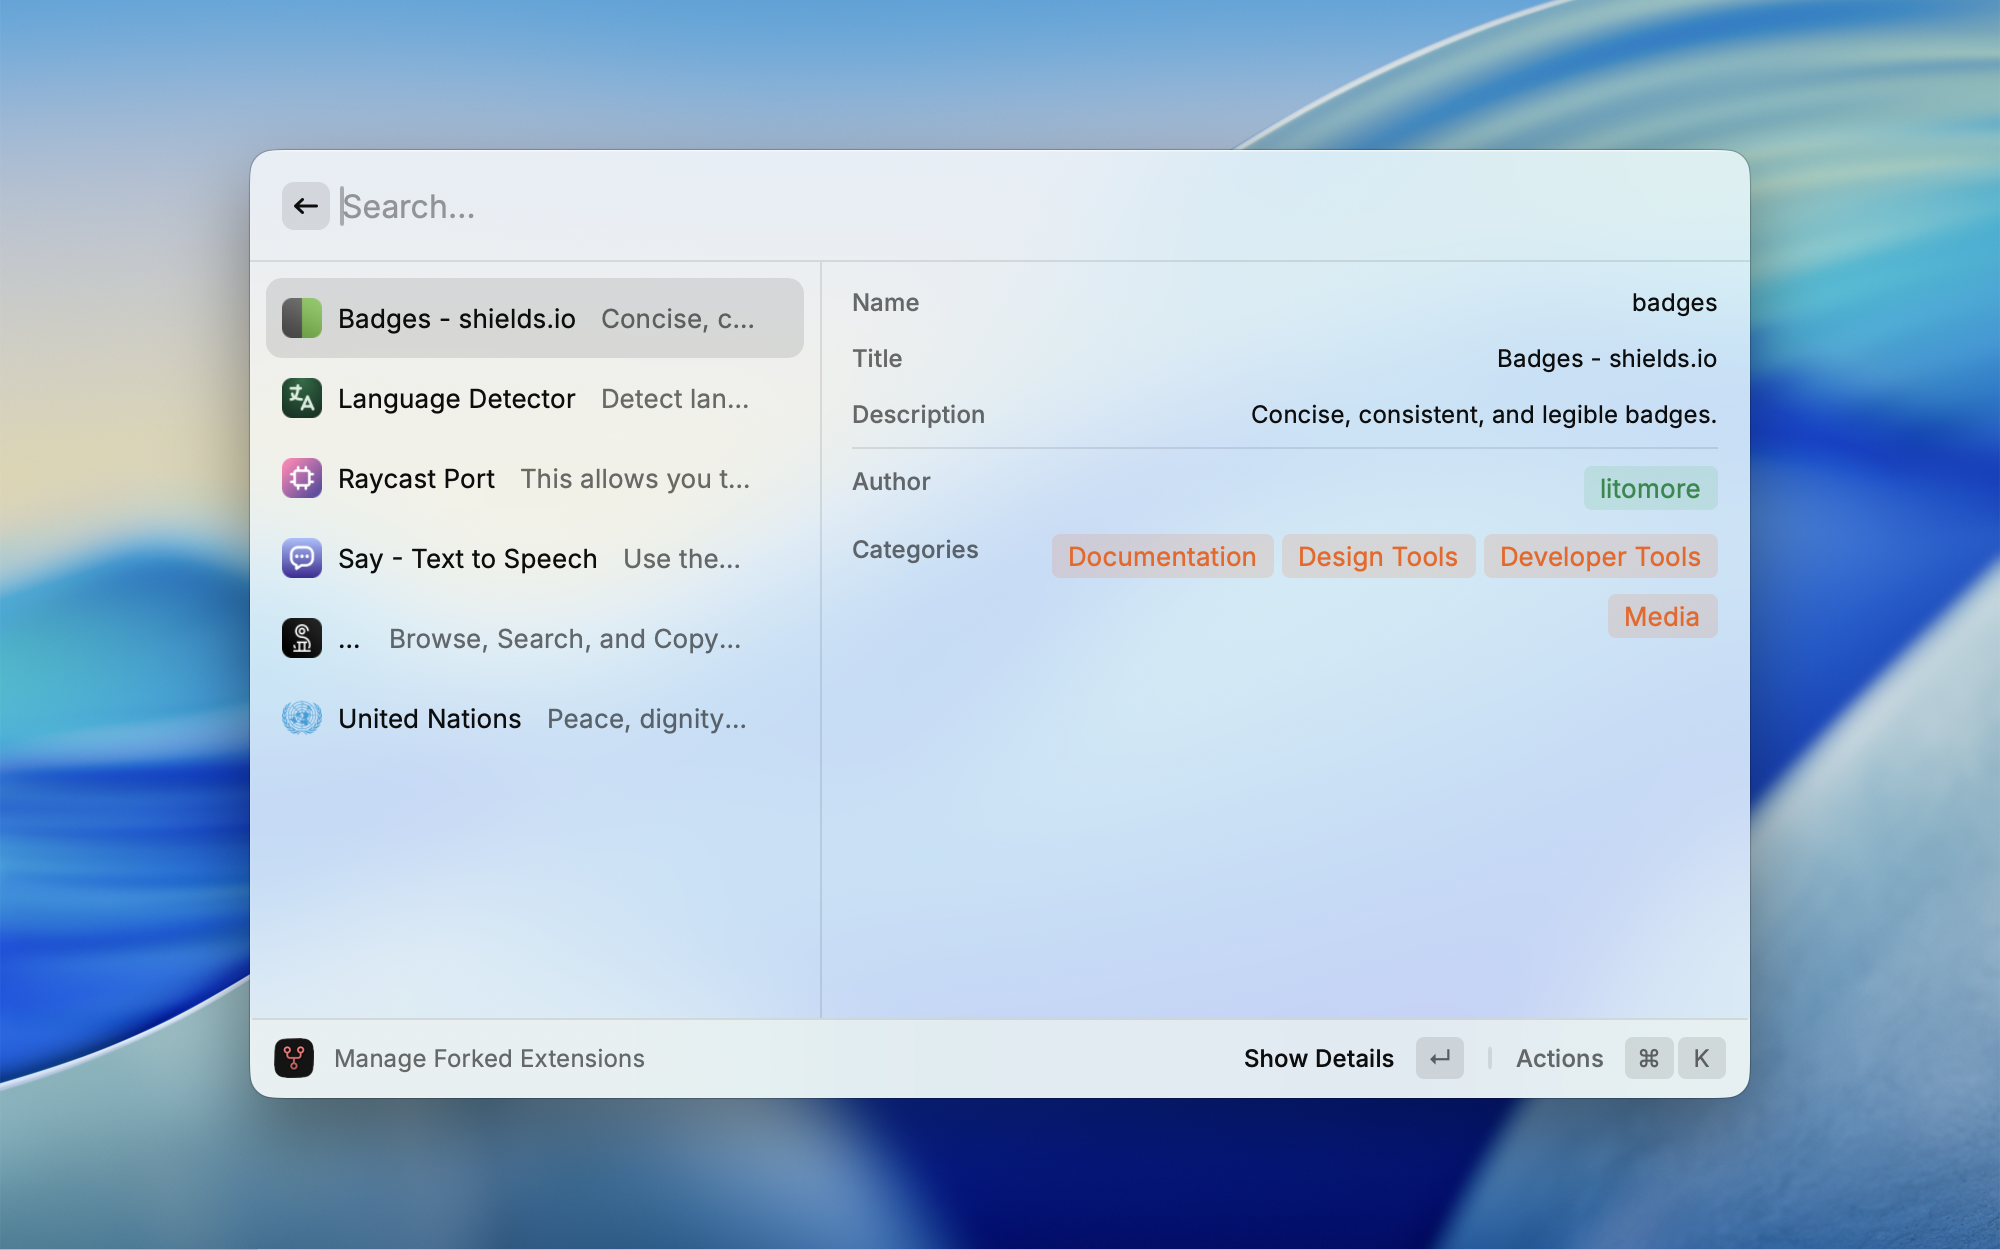 Search...
Badges - shields.io Concise, c...
Language Detector Detect lan...
Raycast Port This allows you t...
Say - Text to Speech Use the...
... Browse, Search, and Copy...
United Nations Peace, dignity...
Name badges
Title Badges - shields.io
Description Concise, consistent, and legible badges.
Author litomore
Categories Documentation Design Tools Developer Tools
Media
Manage Forked Extensions Show Details ↵ Actions ⌘ K